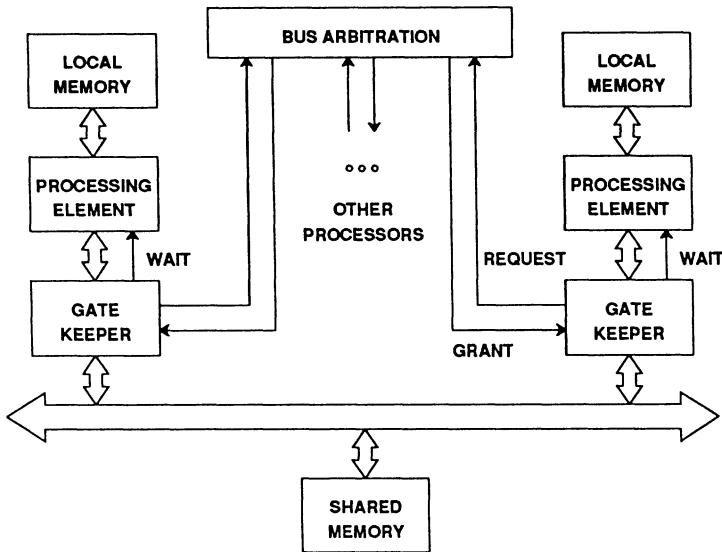 BUS ARBITRATION
LOCAL
MEMORY
LOCAL
MEMORY
PROCESSING
ELEMENT
PROCESSING
ELEMENT
OTHER
PROCESSORS
WAIT
REQUEST
WAIT
GATE
KEEPER
GATE
KEEPER
GRANT
SHARED
MEMORY